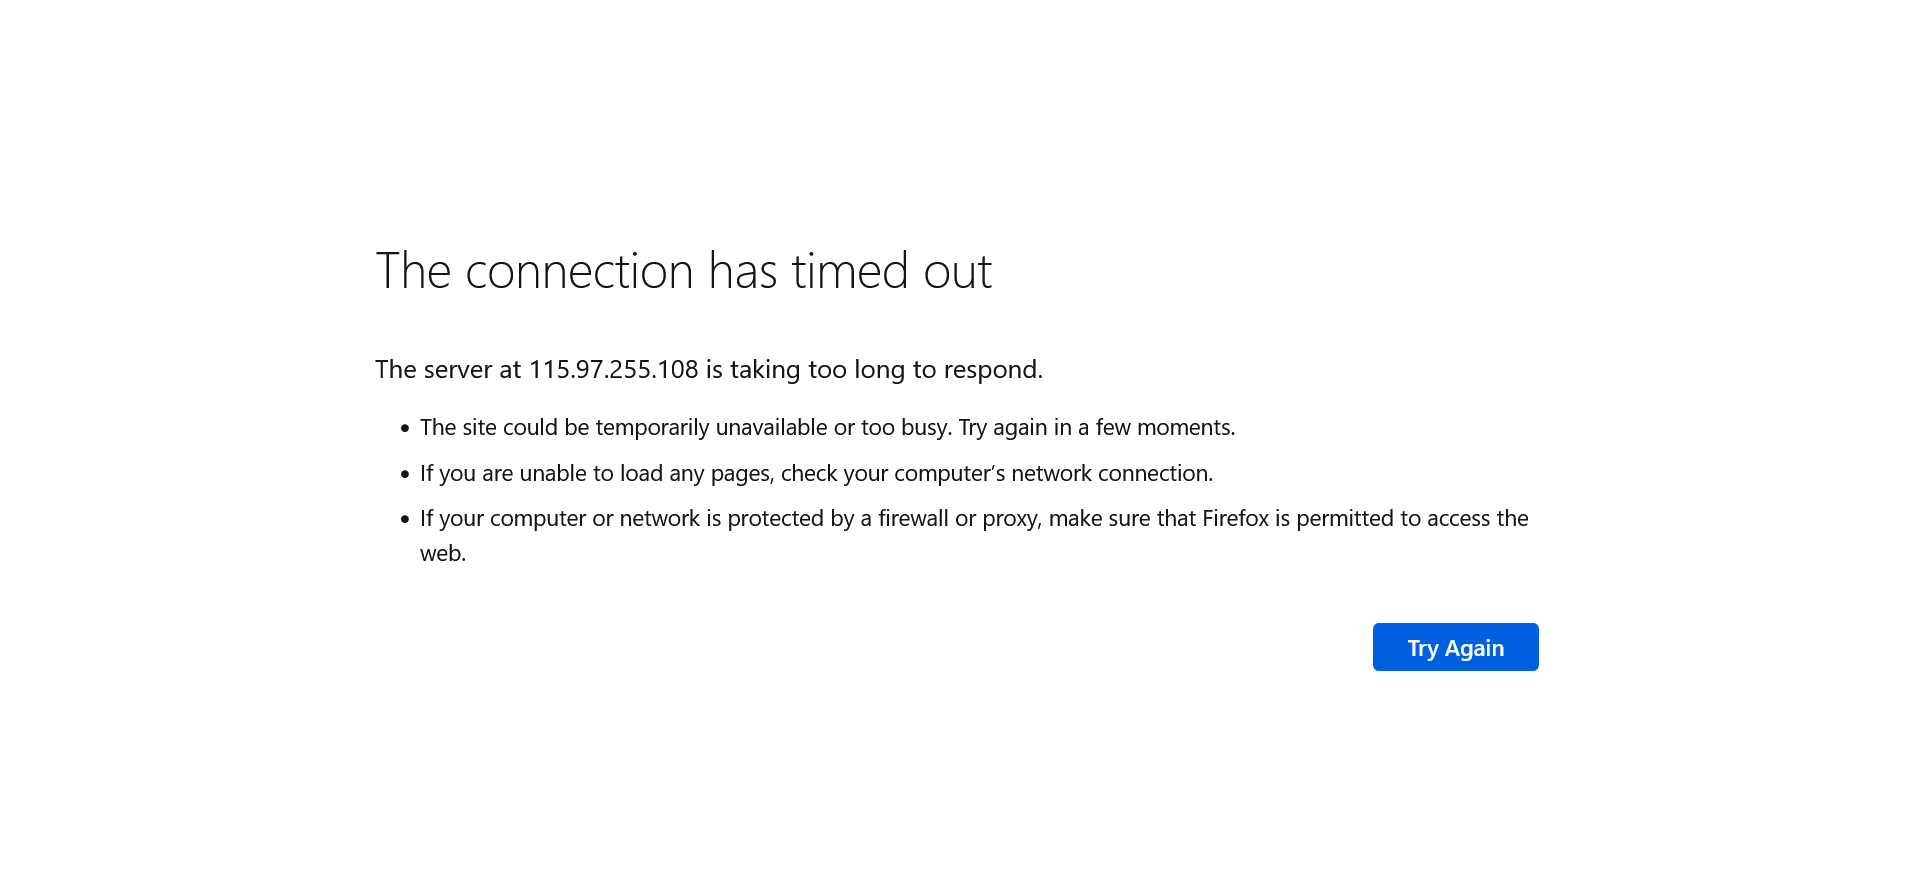 The connection has timed out
The server at 115.97.255.108 is taking too long to respond.
• The site could be temporarily unavailable or too busy. Try again in a few moments.
• If you are unable to load any pages, check your computer’s network connection.
• If your computer or network is protected by a firewall or proxy, make sure that Firefox is permitted to access the
web.
Try Again